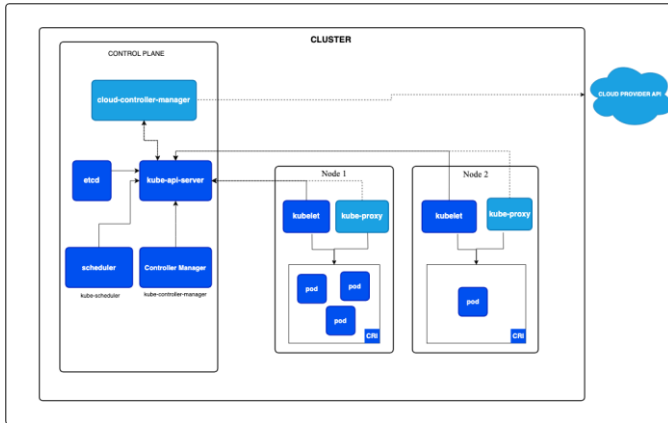 CLUSTER
CONTROL PLANE
cloud-controller-manager
CLOUD PROVIDER API
etcd
kube-api-server
scheduler
kube-scheduler
Controller Manager
kube-controller-manager
Node 1
kubelet
kube-proxy
pod
pod
pod
CRI
Node 2
kubelet
kube-proxy
pod
CRI